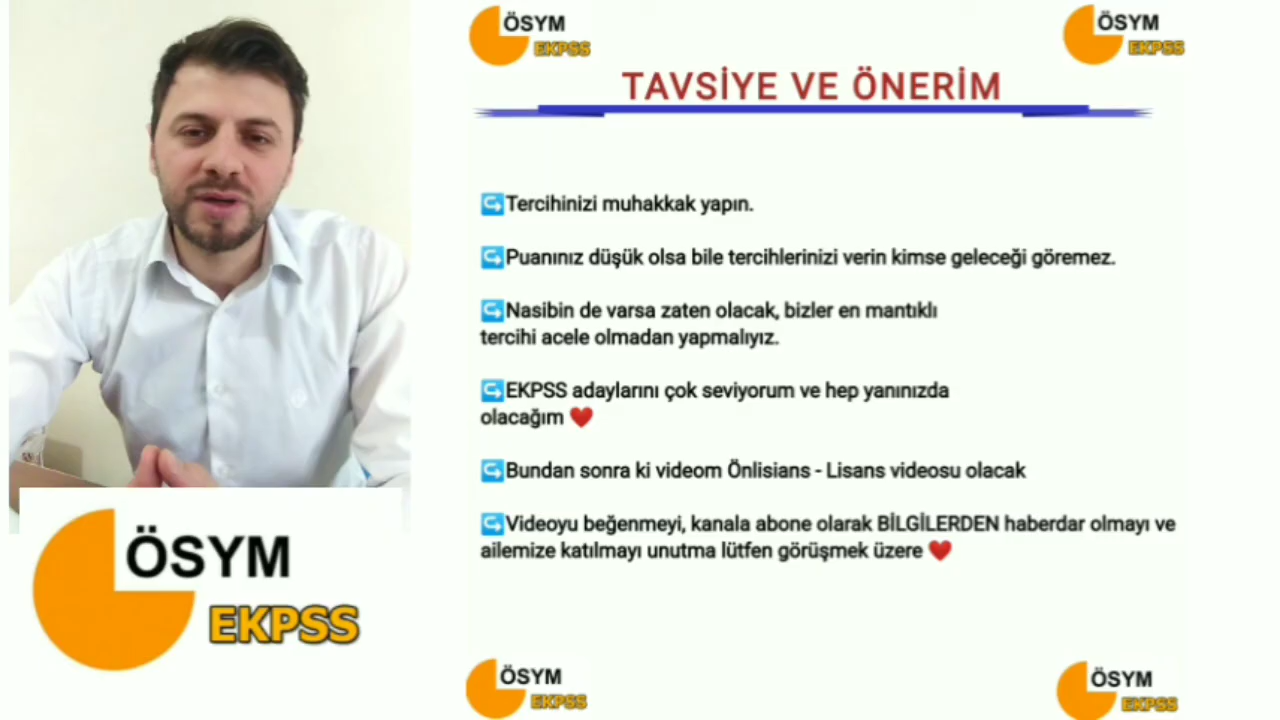 ÖSYM
EKPSS
ÖSYM
EKPSS
TAVSİYE VE ÖNERİM
Tercihinizi muhakkak yapın.
Puanınız düşük olsa bile tercihlerinizi verin kimse geleceği göremez.
Nasibin de varsa zaten olacak, bizler en mantıklı
tercihi acele olmadan yapmalıyız.
EKPSS adaylarını çok seviyorum ve hep yanınızda
olacağım ❤️
Bundan sonra ki videom Önlisians - Lisans videosu olacak
Videoyu beğenmeyi, kanala abone olarak BİLGİLERDEN haberdar olmayı ve
ailemize katılmayı unutma lütfen görüşmek üzere ❤️
ÖSYM
EKPSS
ÖSYM
EKPSS
ÖSYM
EKPSS